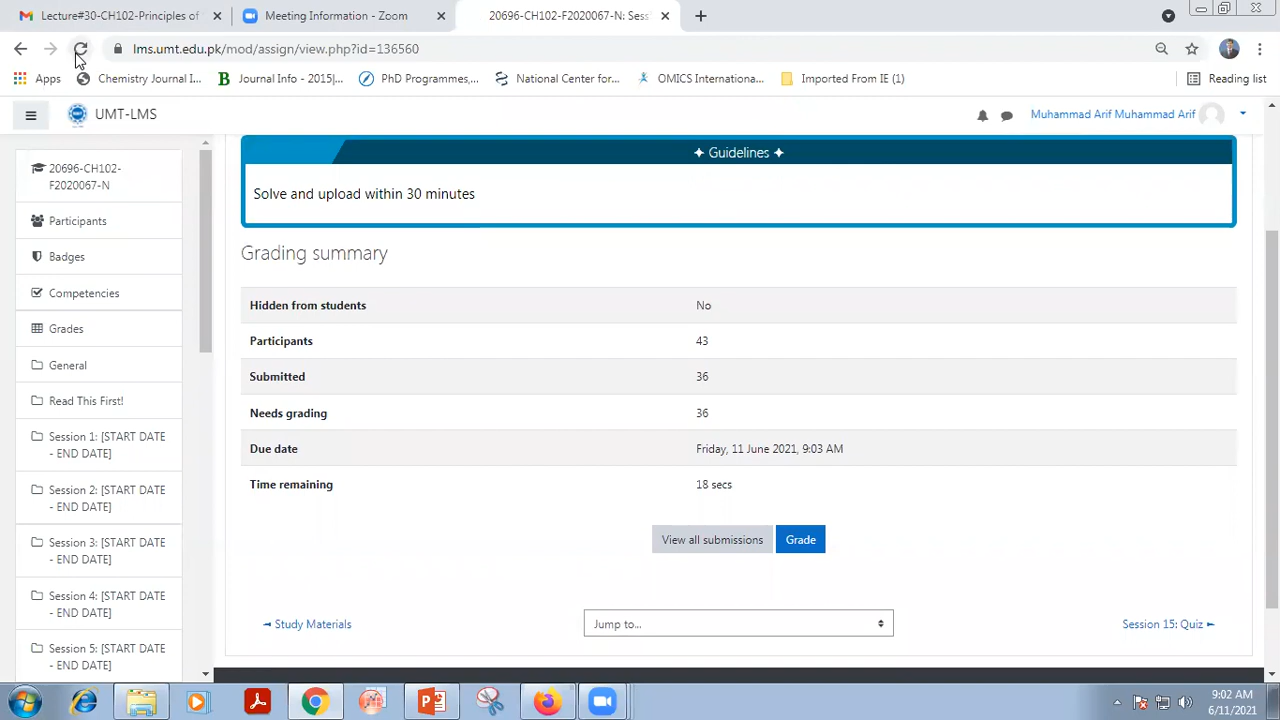 Lecture#30-CH102-Principles of
Meeting Information - Zoom
20696-CH102-F2020067-N: Sess
lms.umt.edu.pk/mod/assign/view.php?id=136560
Apps
Chemistry Journal I...
Journal Info - 2015|...
PhD Programmes,...
National Center for...
OMICS Internationa...
Imported From IE (1)
Reading list
UMT-LMS
Muhammad Arif Muhammad Arif
20696-CH102-
F2020067-N
Participants
Badges
Competencies
Grades
General
Read This First!
Session 1: [START DATE
- END DATE]
Session 2: [START DATE
- END DATE]
Session 3: [START DATE
- END DATE]
Session 4: [START DATE
- END DATE]
Session 5: [START DATE
- END DATE]
✦ Guidelines ✦
Solve and upload within 30 minutes
Grading summary
Hidden from students No
Participants 43
Submitted 36
Needs grading 36
Due date Friday, 11 June 2021, 9:03 AM
Time remaining 18 secs
View all submissions
Grade
◄ Study Materials
Jump to...
Session 15: Quiz ►
9:02 AM
6/11/2021